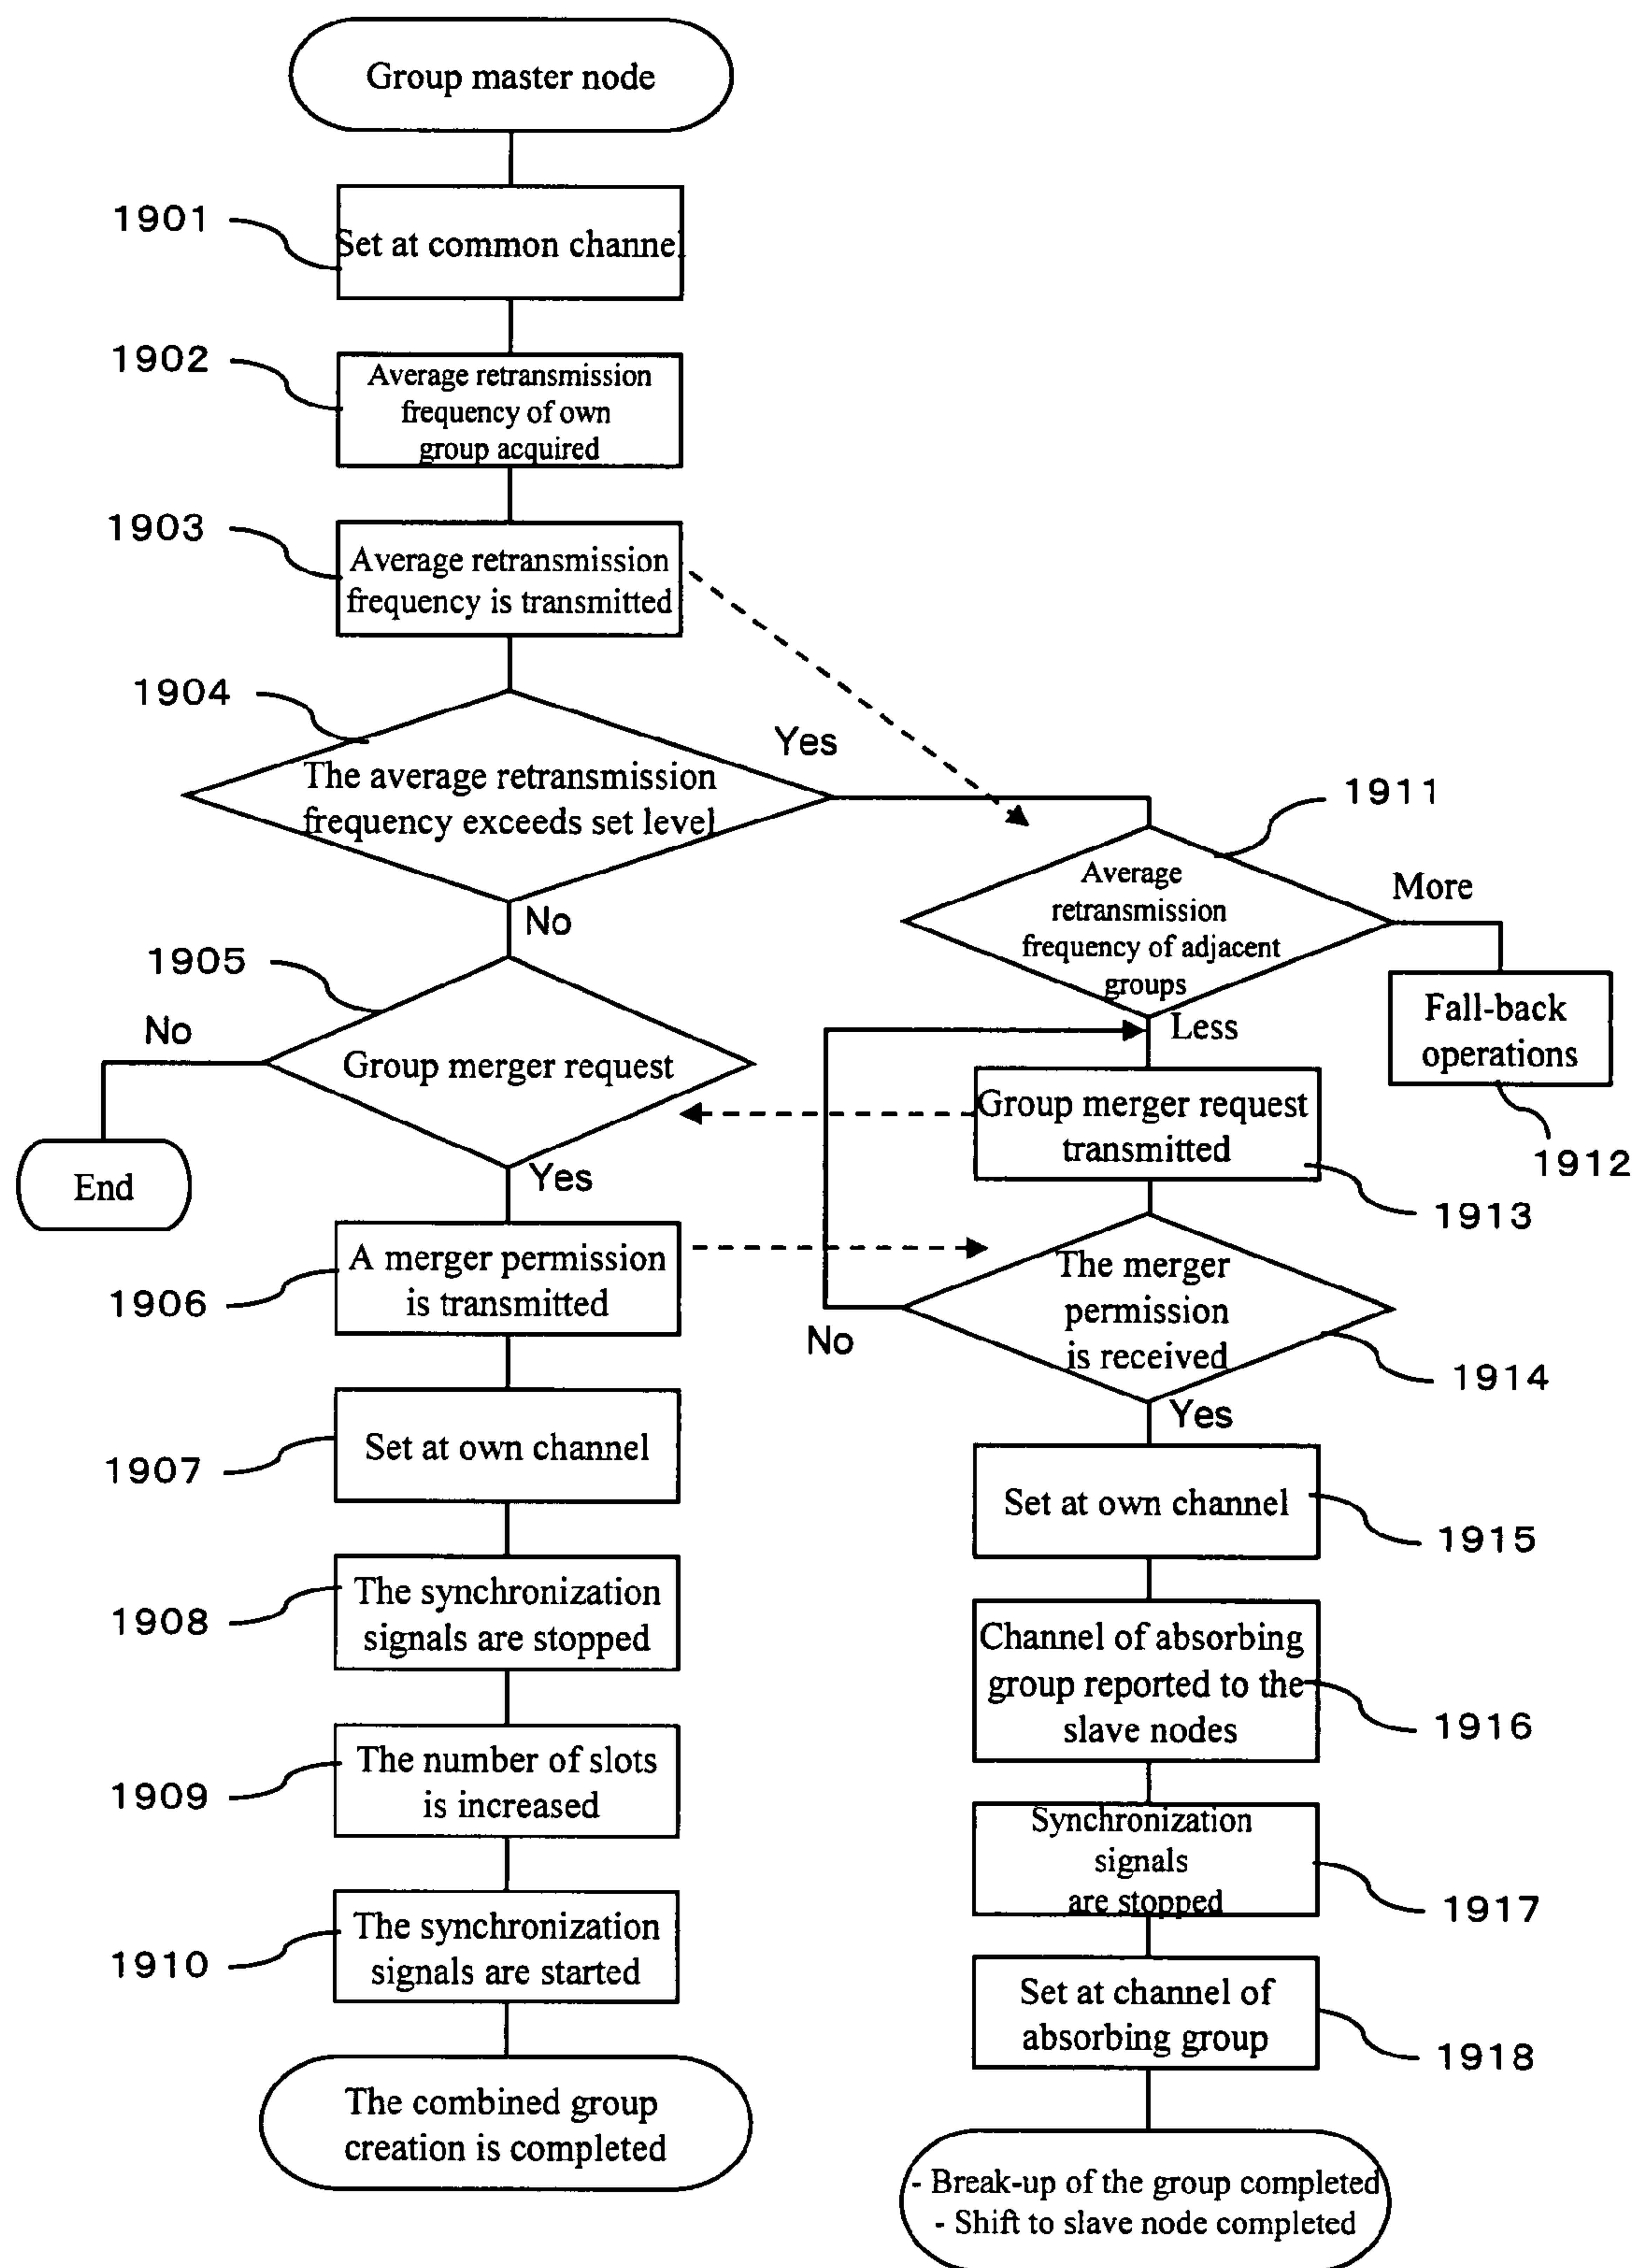 Group master node
1901
Set at common channel
1902
Average retransmission
frequency of own
group acquired
1903
Average retransmission
frequency is transmitted
1904
The average retransmission
frequency exceeds set level
Yes
No
1905
Group merger request
No
End
Yes
1906
A merger permission
is transmitted
1907
Set at own channel
1908
The synchronization
signals are stopped
1909
The number of slots
is increased
1910
The synchronization
signals are started
The combined group
creation is completed
1911
Average
retransmission
frequency of adjacent
groups
More
Fall-back
operations
1912
Less
Group merger request
transmitted
1913
The merger
permission
is received
1914
No
Yes
Set at own channel
1915
Channel of absorbing
group reported to the
slave nodes
1916
Synchronization
signals
are stopped
1917
Set at channel of
absorbing group
1918
- Break-up of the group completed
- Shift to slave node completed